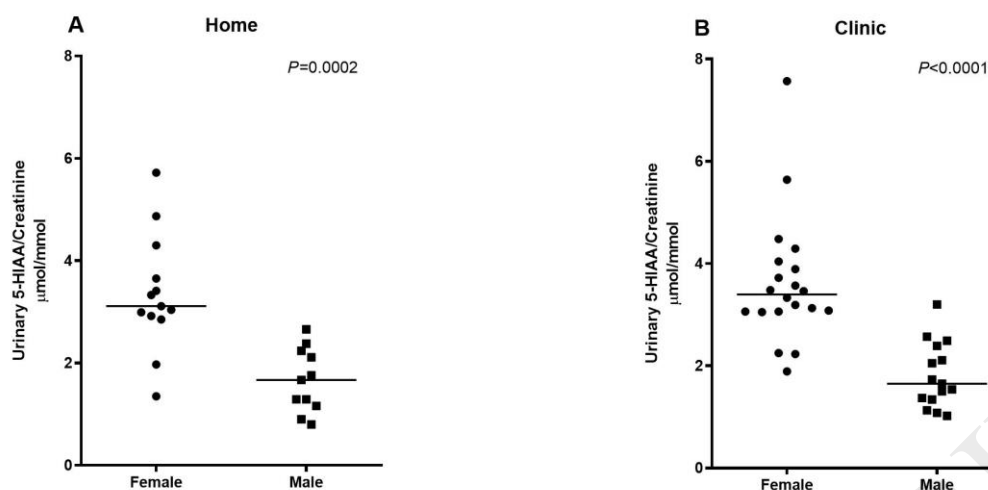 A
Home
P=0.0002
8
6
4
2
0
Urinary 5-HIAA/Creatinine
μmol/mmol
Female
Male
B
Clinic
P<0.0001
8
6
4
2
0
Urinary 5-HIAA/Creatinine
μmol/mmol
Female
Male